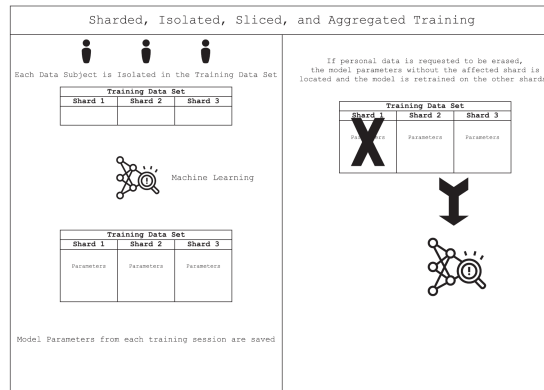 Sharded, Isolated, Sliced, and Aggregated Training
Each Data Subject is Isolated in the Training Data Set
Training Data Set
Shard 1 Shard 2 Shard 3
Machine Learning
Training Data Set
Shard 1 Shard 2 Shard 3
Parameters Parameters Parameters
Model Parameters from each training session are saved
If personal data is requested to be erased,
the model parameters without the affected shard is
located and the model is retrained on the other shards
Training Data Set
Shard 1 Shard 2 Shard 3
X
Parameters Parameters